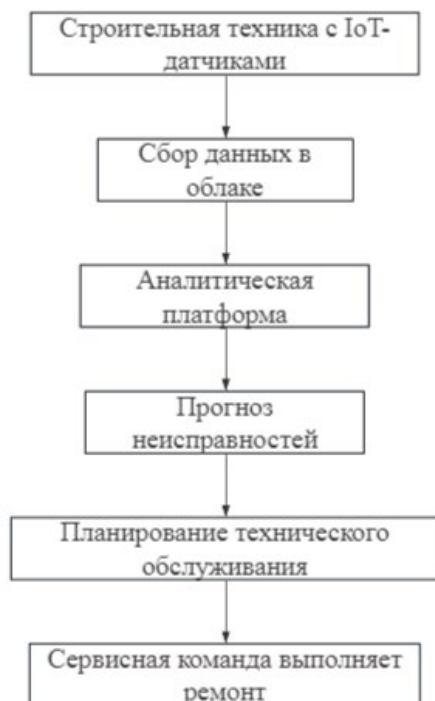 Строительная техника с IoT-
датчиками
Сбор данных в
облаке
Аналитическая
платформа
Прогноз
неисправностей
Планирование технического
обслуживания
Сервисная команда выполняет
ремонт